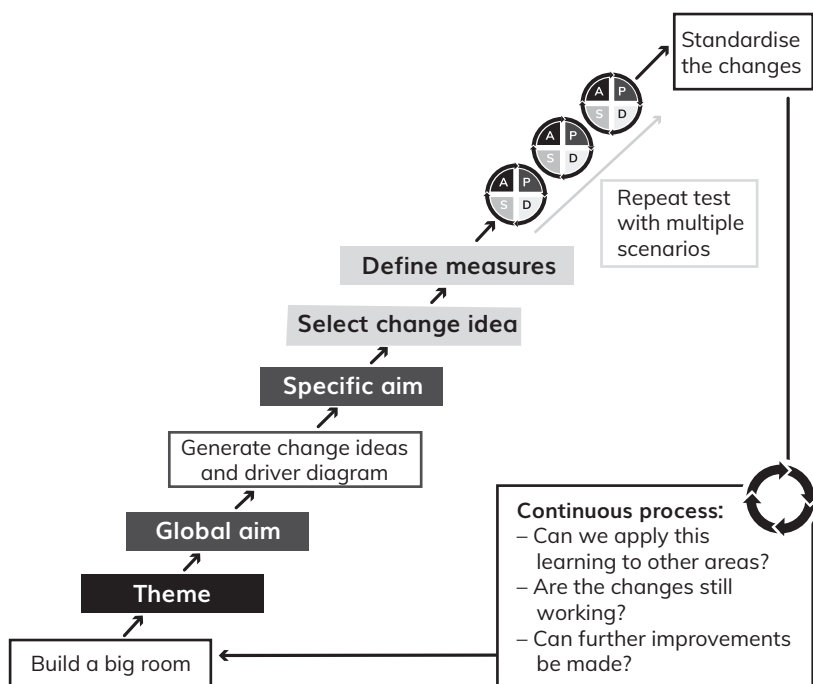 Standardise
the changes
A P
S D
A P
S D
A P
S D
Repeat test
with multiple
scenarios
Define measures
Select change idea
Specific aim
Generate change ideas
and driver diagram
Global aim
Theme
Build a big room
Continuous process:
– Can we apply this
learning to other areas?
– Are the changes still
working?
– Can further improvements
be made?